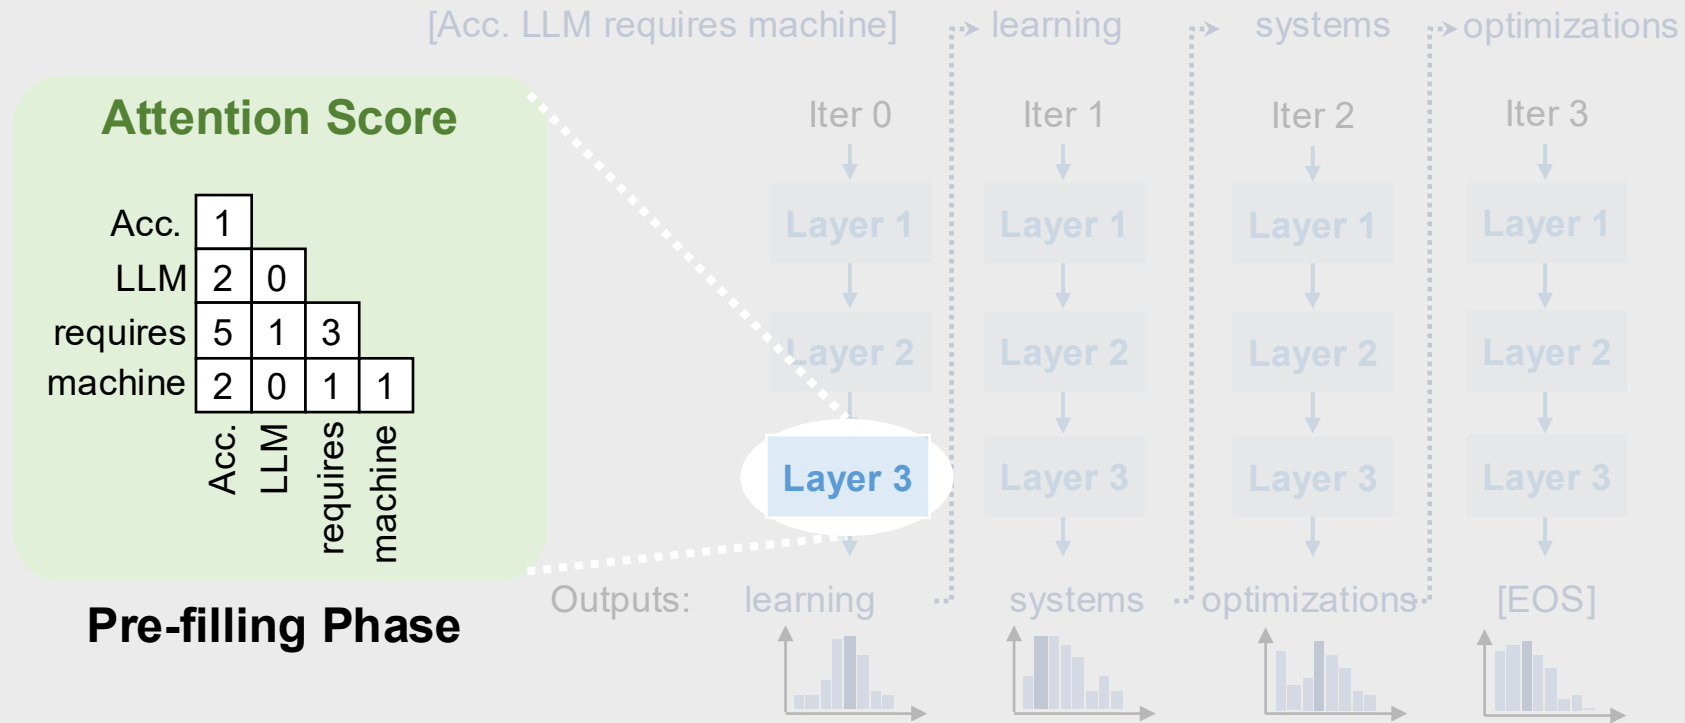 [Acc. LLM requires machine] learning systems optimizations
Attention Score
Iter 0 Iter 1 Iter 2 Iter 3
Acc. 1
LLM 2 0
requires 5 1 3
machine 2 0 1 1
Acc. LLM requires machine
Layer 1 Layer 1 Layer 1 Layer 1
Layer 2 Layer 2 Layer 2 Layer 2
Layer 3 Layer 3 Layer 3 Layer 3
Pre-filling Phase
Outputs: learning systems optimizations [EOS]